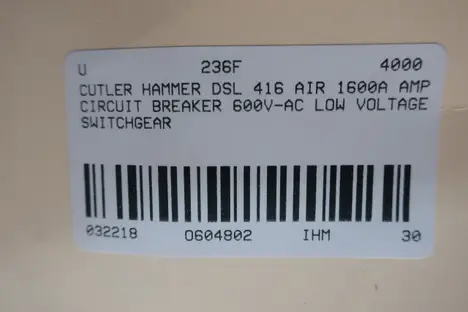 U 236F 4000
CUTLER HAMMER DSL 416 AIR 1600A AMP
CIRCUIT BREAKER 600V-AC LOW VOLTAGE
SWITCHGEAR
032218 0604802 IHM 30